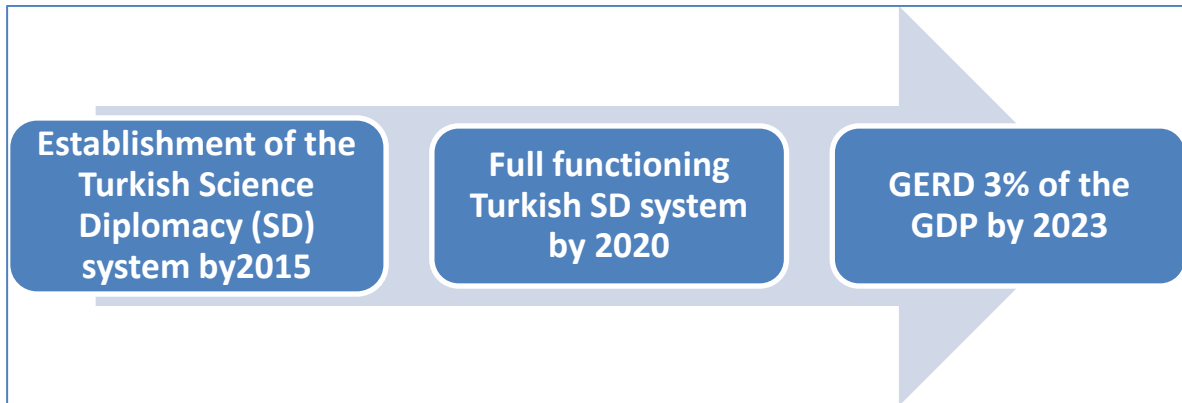 Establishment of the
Turkish Science
Diplomacy (SD)
system by2015
Full functioning
Turkish SD system
by 2020
GERD 3% of the
GDP by 2023